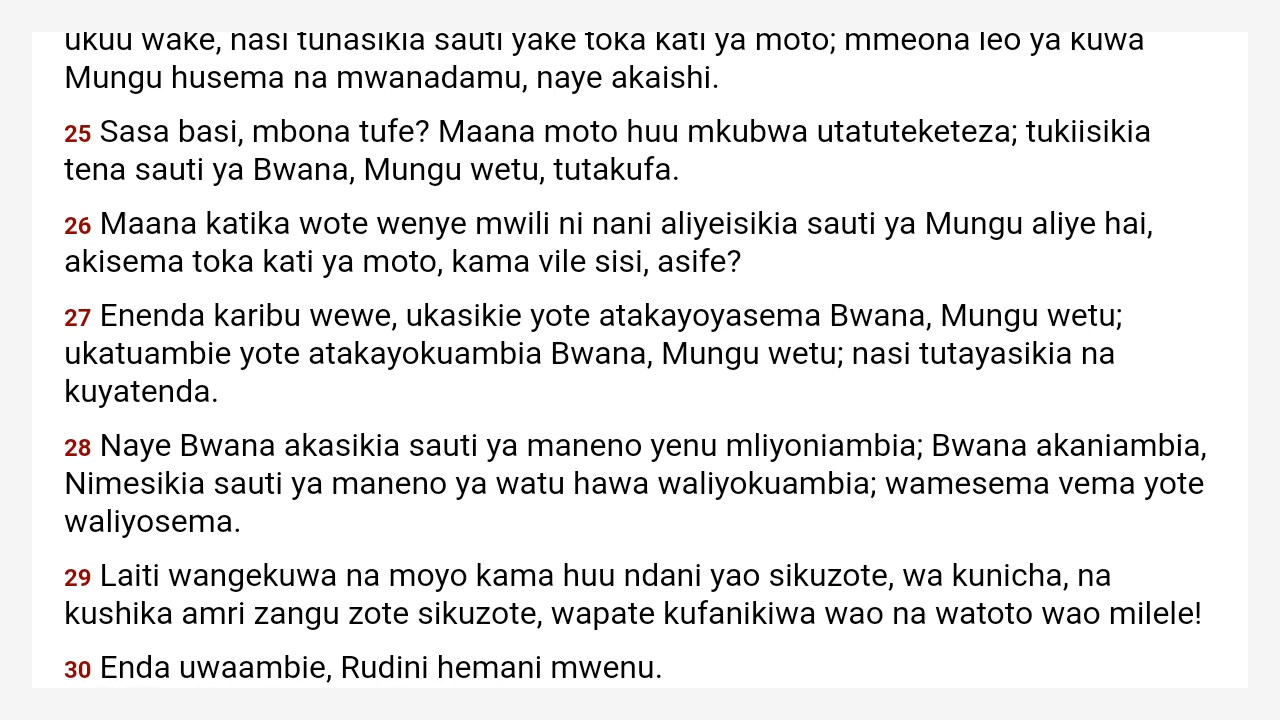 ukuu wake, nasi tunasikia sauti yake toka kati ya moto; mmeona leo ya kuwa
Mungu husema na mwanadamu, naye akaishi.
25 Sasa basi, mbona tufe? Maana moto huu mkubwa utatuteketeza; tukiisikia
tena sauti ya Bwana, Mungu wetu, tutakufa.
26 Maana katika wote wenye mwili ni nani aliyeisikia sauti ya Mungu aliye hai,
akisema toka kati ya moto, kama vile sisi, asife?
27 Enenda karibu wewe, ukasikie yote atakayoyasema Bwana, Mungu wetu;
ukatuambie yote atakayokuambia Bwana, Mungu wetu; nasi tutayasikia na
kuyatenda.
28 Naye Bwana akasikia sauti ya maneno yenu mliyoniambia; Bwana akaniambia,
Nimesikia sauti ya maneno ya watu hawa waliyokuambia; wamesema vema yote
waliyosema.
29 Laiti wangekuwa na moyo kama huu ndani yao sikuzote, wa kunicha, na
kushika amri zangu zote sikuzote, wapate kufanikiwa wao na watoto wao milele!
30 Enda uwaambie, Rudini hemani mwenu.